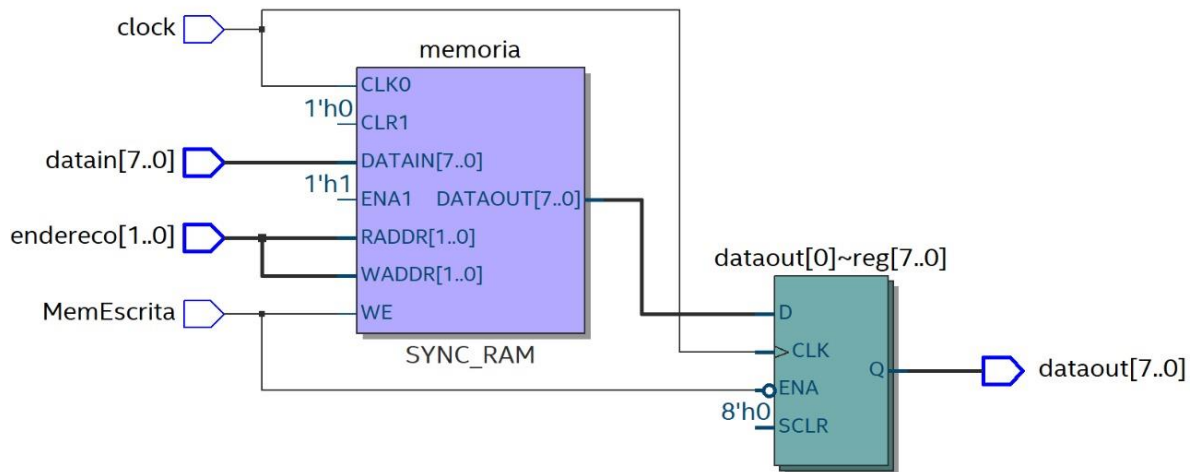 clock
memoria
CLK0
1'h0
CLR1
datain[7..0]
DATAIN[7..0]
1'h1
ENA1 DATAOUT[7..0]
endereco[1..0]
RADDR[1..0]
WADDR[1..0]
MemEscrita
WE
SYNC_RAM
dataout[0]~reg[7..0]
D
CLK
Q
dataout[7..0]
ENA
8'h0
SCLR